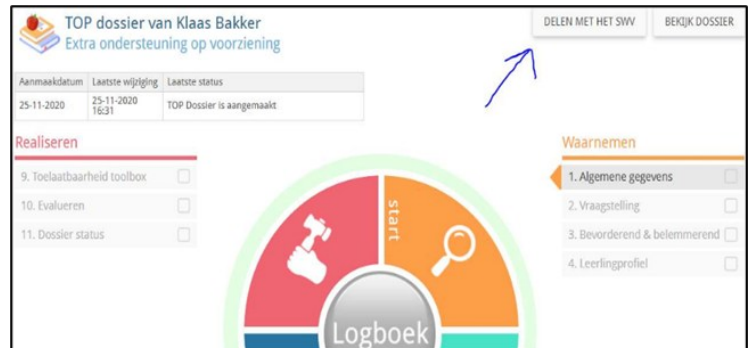 TOP dossier van Klaas Bakker
Extra ondersteuning op voorziening
DELEN MET HET SWV
BEKIJK DOSSIER
Aanmaakdatum Laatste wijziging Laatste status
25-11-2020 25-11-2020 16:31 TOP Dossier is aangemaakt
Realiseren
9. Toelaatbaarheid toolbox
10. Evalueren
11. Dossier status
start
Logboek
Waarnemen
1. Algemene gegevens
2. Vraagstelling
3. Bevorderend & belemmerend
4. Leerlingprofiel